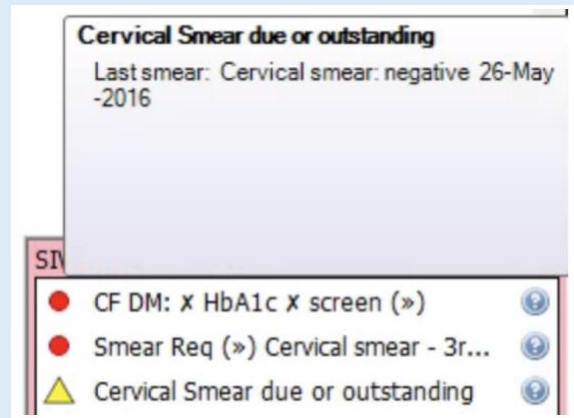 Cervical Smear due or outstanding
Last smear: Cervical smear: negative 26-May
-2016
CF DM: ✗ HbA1c ✗ screen (»)
Smear Req (») Cervical smear - 3r...
Cervical Smear due or outstanding